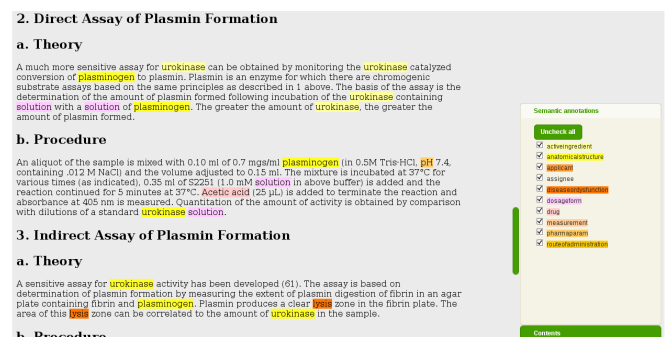 2. Direct Assay of Plasmin Formation
a. Theory
A much more sensitive assay for urokinase can be obtained by monitoring the urokinase catalyzed
conversion of plasminogen to plasmin. Plasmin is an enzyme for which there are chromogenic
substrate assays based on the same principles as described in 1 above. The basis of the assay is the
determination of the amount of plasmin formed following incubation of the urokinase containing
solution with a solution of plasminogen. The greater the amount of urokinase, the greater the
amount of plasmin formed.
b. Procedure
An aliquot of the sample is mixed with 0.10 ml of 0.7 mgs/ml plasminogen (in 0.5M Tris-HCl, pH 7.4,
containing .012 M NaCl) and the volume adjusted to 0.15 ml. The mixture is incubated at 37°C for
various times (as indicated), 0.35 ml of S2251 (1.0 mM solution in above buffer) is added and the
reaction continued for 5 minutes at 37°C. Acetic acid (25 μL) is added to terminate the reaction and
absorbance at 405 nm is measured. Quantitation of the amount of activity is obtained by comparison
with dilutions of a standard urokinase solution.
3. Indirect Assay of Plasmin Formation
a. Theory
A sensitive assay for urokinase activity has been developed (61). The assay is based on
determination of plasmin formation by measuring the extent of plasmin digestion of fibrin in an agar
plate containing fibrin and plasminogen. Plasmin produces a clear lysis zone in the fibrin plate. The
area of this lysis zone can be correlated to the amount of urokinase in the sample.
b. Procedure
Semantic annotations
Uncheck all
activeingredient
anatomicalstructure
applicant
assignee
diseaseordysfunction
dosageform
drug
measurement
pharmaparam
routeofadministration
Contents